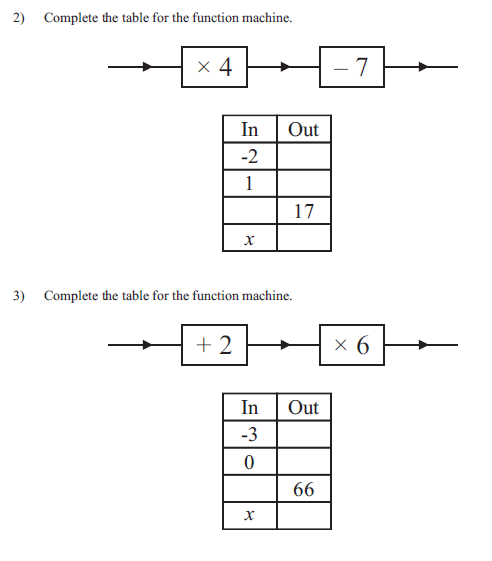 2) Complete the table for the function machine.
× 4 – 7
In Out
-2
1
17
x
3) Complete the table for the function machine.
+ 2 × 6
In Out
-3
0
66
x